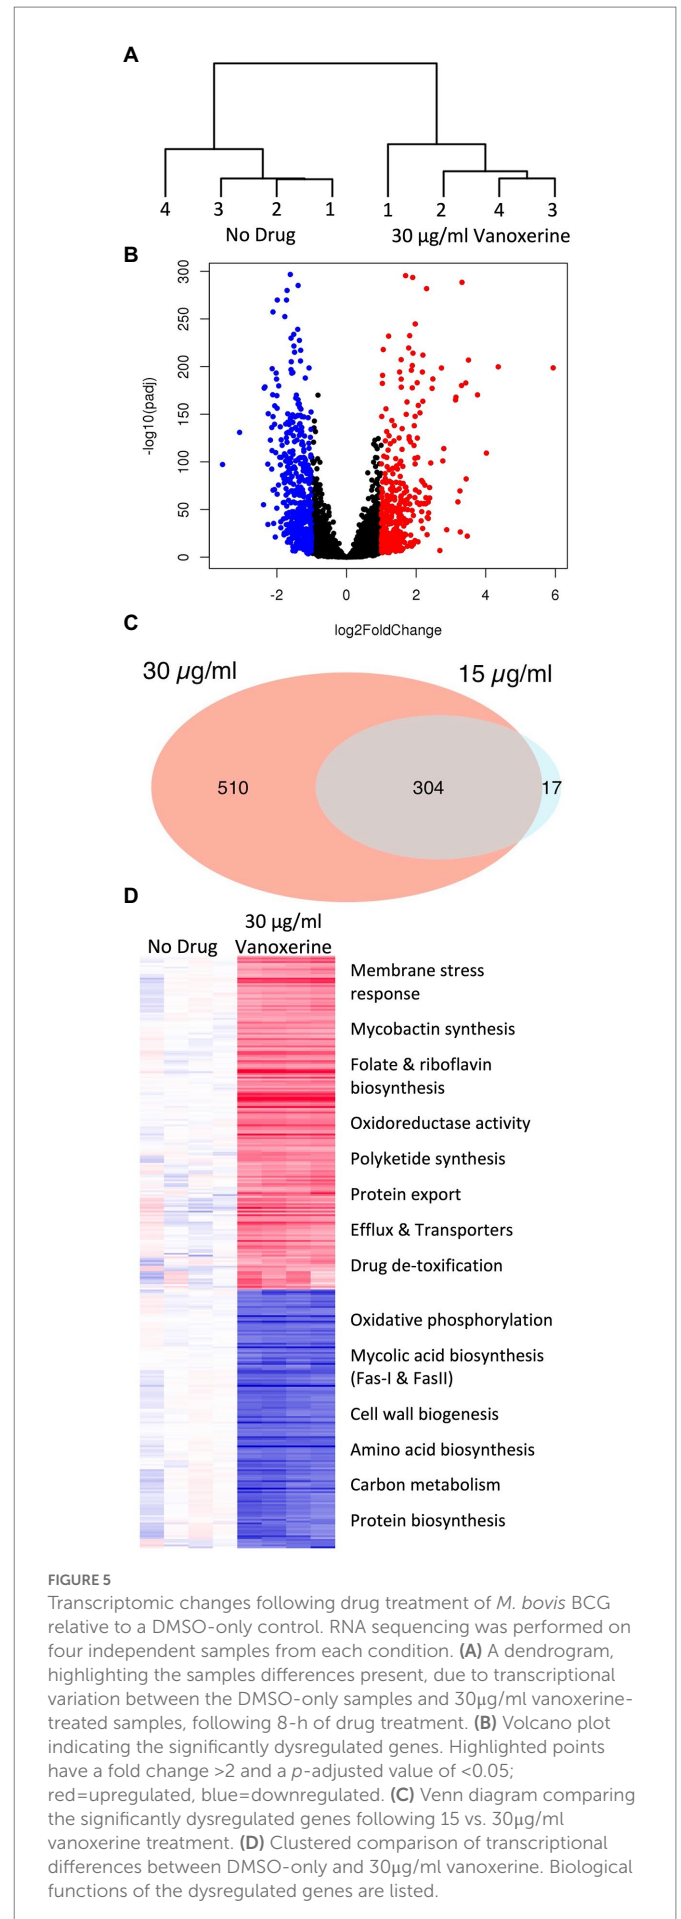 A
4
3
2
1
1
2
4
3
No Drug
30 µg/ml Vanoxerine
B
300
250
200
150
100
50
0
-log10(padj)
-2
0
2
4
6
log2FoldChange
C
30 µg/ml
15 µg/ml
510
304
17
D
30 µg/ml
No Drug
Vanoxerine
Membrane stress
response
Mycobactin synthesis
Folate & riboflavin
biosynthesis
Oxidoreductase activity
Polyketide synthesis
Protein export
Efflux & Transporters
Drug de-toxification
Oxidative phosphorylation
Mycolic acid biosynthesis
(Fas-I & FasII)
Cell wall biogenesis
Amino acid biosynthesis
Carbon metabolism
Protein biosynthesis
FIGURE 5
Transcriptomic changes following drug treatment of M. bovis BCG
relative to a DMSO-only control. RNA sequencing was performed on
four independent samples from each condition. (A) A dendrogram,
highlighting the samples differences present, due to transcriptional
variation between the DMSO-only samples and 30µg/ml vanoxerine-
treated samples, following 8-h of drug treatment. (B) Volcano plot
indicating the significantly dysregulated genes. Highlighted points
have a fold change >2 and a p-adjusted value of <0.05;
red=upregulated, blue=downregulated. (C) Venn diagram comparing
the significantly dysregulated genes following 15 vs. 30µg/ml
vanoxerine treatment. (D) Clustered comparison of transcriptional
differences between DMSO-only and 30µg/ml vanoxerine. Biological
functions of the dysregulated genes are listed.